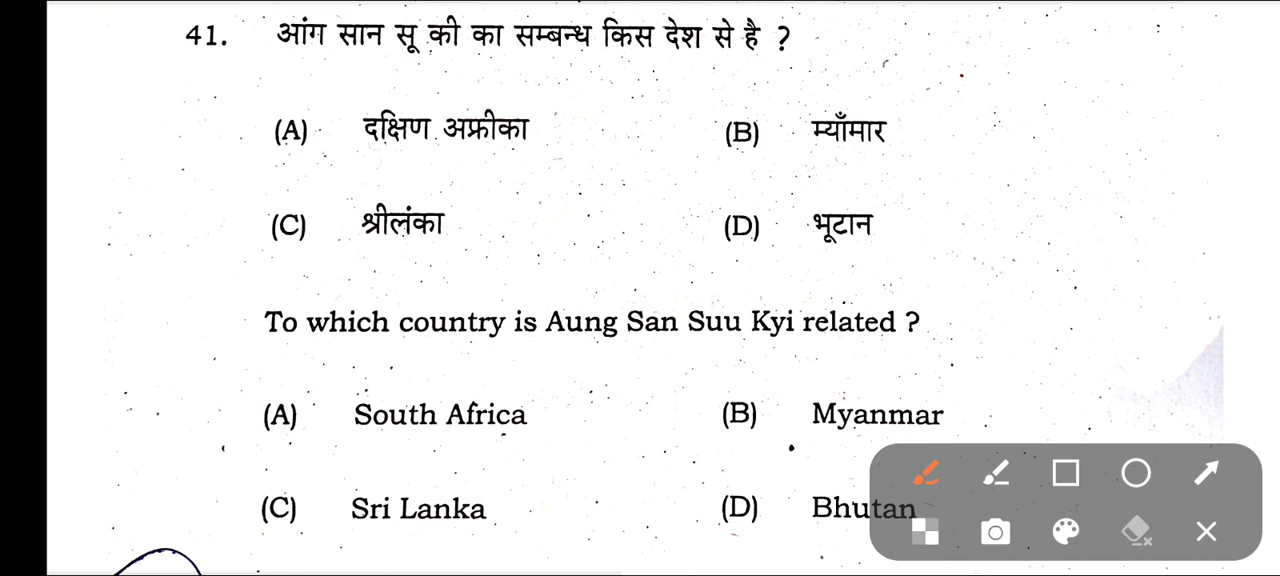 41. आंग सान सू की का सम्बन्ध किस देश से है ?
(A) दक्षिण अफ्रीका (B) म्याँमार
(C) श्रीलंका (D) भूटान
To which country is Aung San Suu Kyi related ?
(A) South Africa (B) Myanmar
(C) Sri Lanka (D) Bhutan